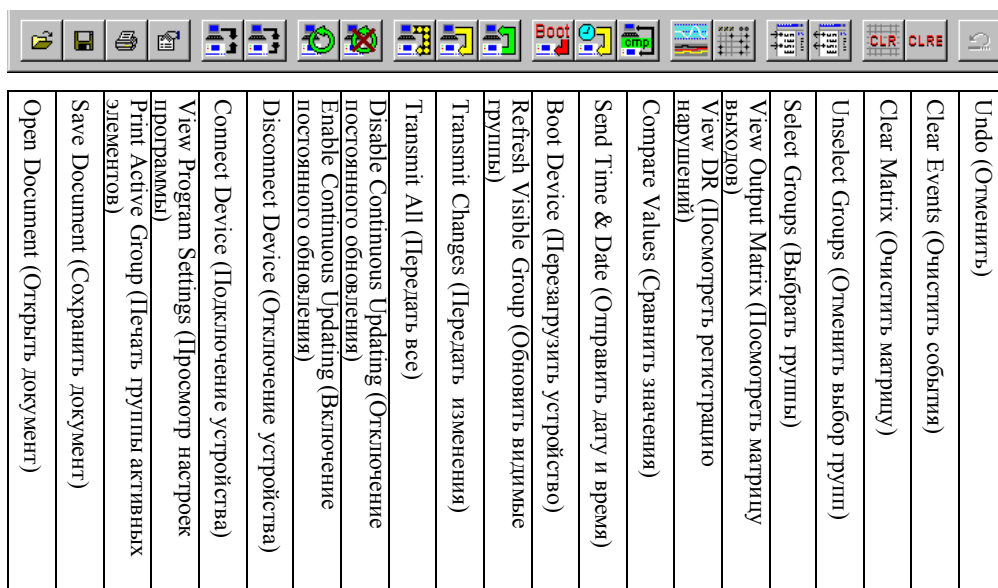 Boot
cmp
CLR
CLRE
Open Document (Открыть документ)
Save Document (Сохранить документ)
Print Active Group (Печать группы активных
элементов)
View Program Settings (Просмотр настроек
программы)
Connect Device (Подключение устройства)
Disconnect Device (Отключение устройства)
Enable Continuous Updating (Включение
постоянного обновления)
Disable Continuous Updating (Отключение
постоянного обновления)
Transmit All (Передать все)
Transmit Changes (Передать изменения)
Refresh Visible Group (Обновить видимые
группы)
Boot Device (Перезагрузить устройство)
Send Time & Date (Отправить дату и время)
Compare Values (Сравнить значения)
View DR (Посмотреть регистрацию
нарушений)
View Output Matrix (Посмотреть матрицу
выходов)
Select Groups (Выбрать группы)
Unselect Groups (Отменить выбор групп)
Clear Matrix (Очистить матрицу)
Clear Events (Очистить события)
Undo (Отменить)